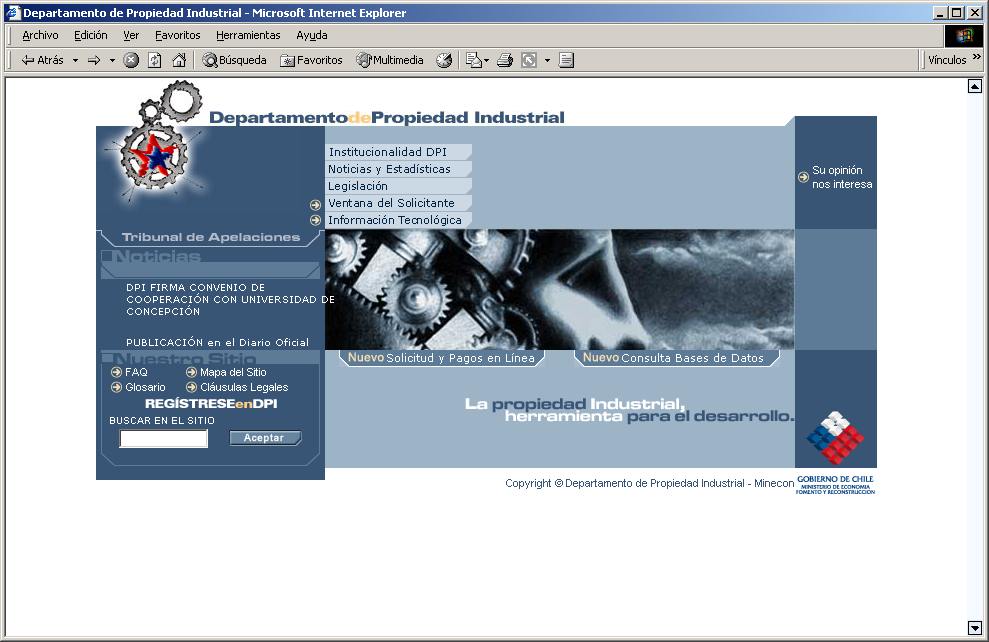 Departamento de Propiedad Industrial - Microsoft Internet Explorer
Archivo Edición Ver Favoritos Herramientas Ayuda
Atrás Búsqueda Favoritos Multimedia Vínculos »
DepartamentodePropiedad Industrial
Institucionalidad DPI
Noticias y Estadísticas
Legislación
Ventana del Solicitante
Información Tecnológica
Su opinión
nos interesa
Tribunal de Apelaciones
Noticias
DPI FIRMA CONVENIO DE
COOPERACIÓN CON UNIVERSIDAD DE
CONCEPCIÓN
PUBLICACIÓN en el Diario Oficial
Nuestro Sitio
FAQ Mapa del Sitio
Glosario Cláusulas Legales
REGÍSTRESEenDPI
BUSCAR EN EL SITIO
Aceptar
Nuevo Solicitud y Pagos en Línea
Nuevo Consulta Bases de Datos
La propiedad Industrial,
herramienta para el desarrollo.
Copyright © Departamento de Propiedad Industrial - Minecon
GOBIERNO DE CHILE
MINISTERIO DE ECONOMIA
FOMENTO Y RECONSTRUCCIÓN